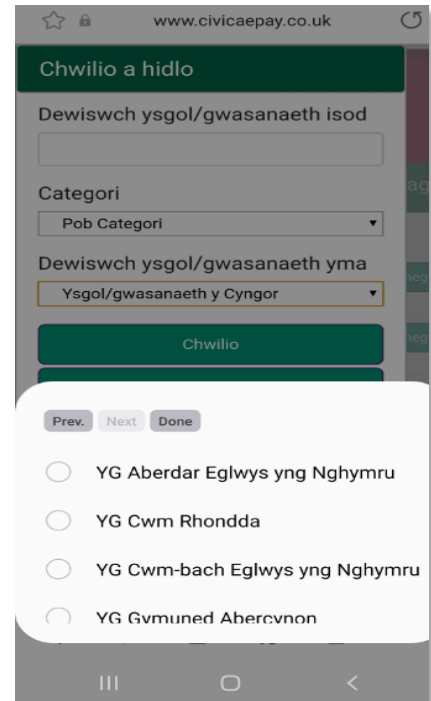 www.civicaepay.co.uk
Chwilio a hidlo
Dewiswch ysgol/gwasanaeth isod
Categori
Pob Categori
Dewiswch ysgol/gwasanaeth yma
Ysgol/gwasanaeth y Cyngor
Chwilio
Prev. Next Done
YG Aberdar Eglwys yng Nghymru
YG Cwm Rhondda
YG Cwm-bach Eglwys yng Nghymru
YG Gymuned Abercynon